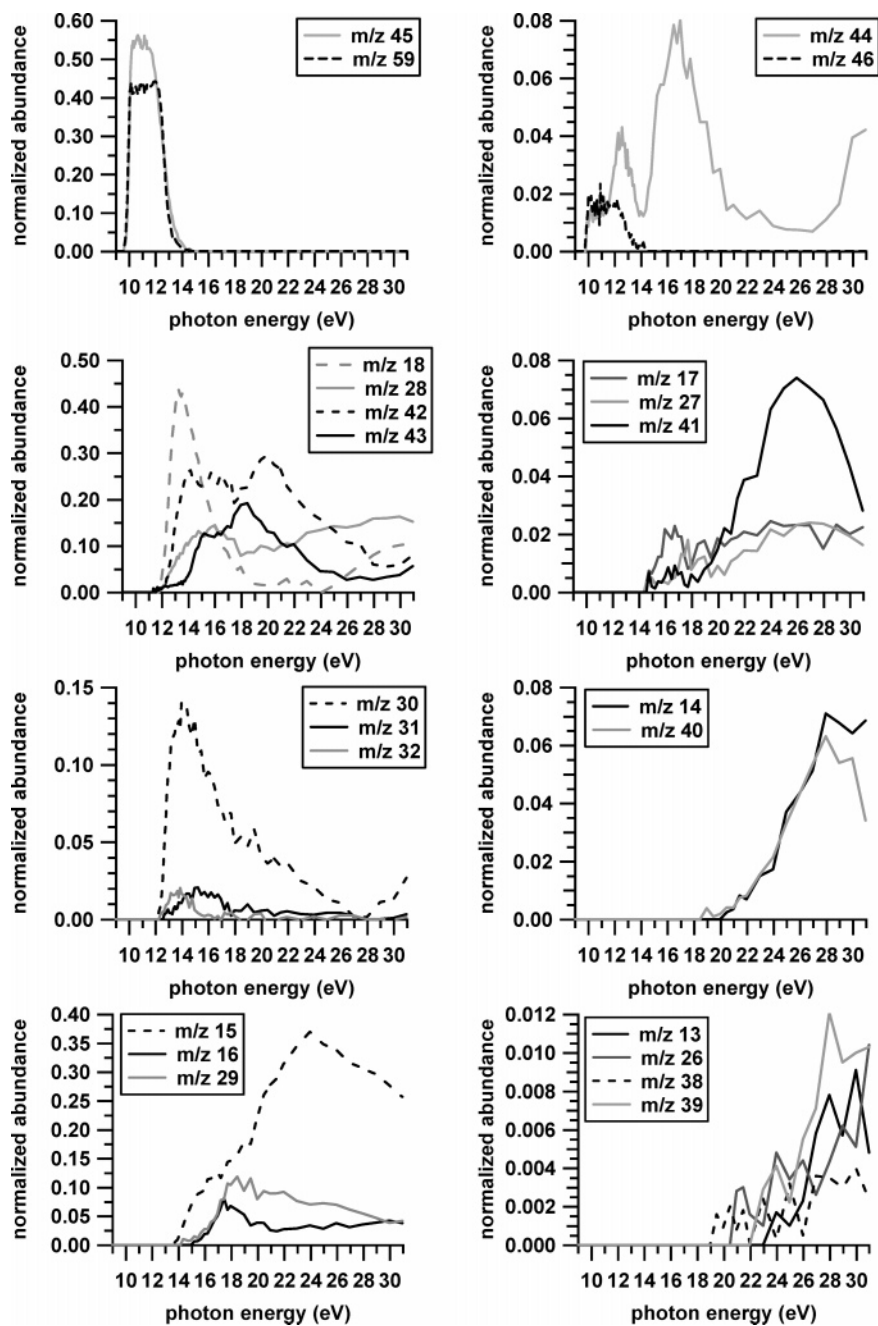 normalized abundance
0.60
0.50
0.40
0.30
0.20
0.10
0.00
m/z 45
m/z 59
10 12 14 16 18 20 22 24 26 28 30
photon energy (eV)
normalized abundance
0.08
0.06
0.04
0.02
0.00
m/z 44
m/z 46
10 12 14 16 18 20 22 24 26 28 30
photon energy (eV)
normalized abundance
0.50
0.40
0.30
0.20
0.10
0.00
m/z 18
m/z 28
m/z 42
m/z 43
10 12 14 16 18 20 22 24 26 28 30
photon energy (eV)
normalized abundance
0.08
0.06
0.04
0.02
0.00
m/z 17
m/z 27
m/z 41
10 12 14 16 18 20 22 24 26 28 30
photon energy (eV)
normalized abundance
0.15
0.10
0.05
0.00
m/z 30
m/z 31
m/z 32
10 12 14 16 18 20 22 24 26 28 30
photon energy (eV)
normalized abundance
0.08
0.06
0.04
0.02
0.00
m/z 14
m/z 40
10 12 14 16 18 20 22 24 26 28 30
photon energy (eV)
normalized abundance
0.40
0.35
0.30
0.25
0.20
0.15
0.10
0.05
0.00
m/z 15
m/z 16
m/z 29
10 12 14 16 18 20 22 24 26 28 30
photon energy (eV)
normalized abundance
0.012
0.010
0.008
0.006
0.004
0.002
0.000
m/z 13
m/z 26
m/z 38
m/z 39
10 12 14 16 18 20 22 24 26 28 30
photon energy (eV)